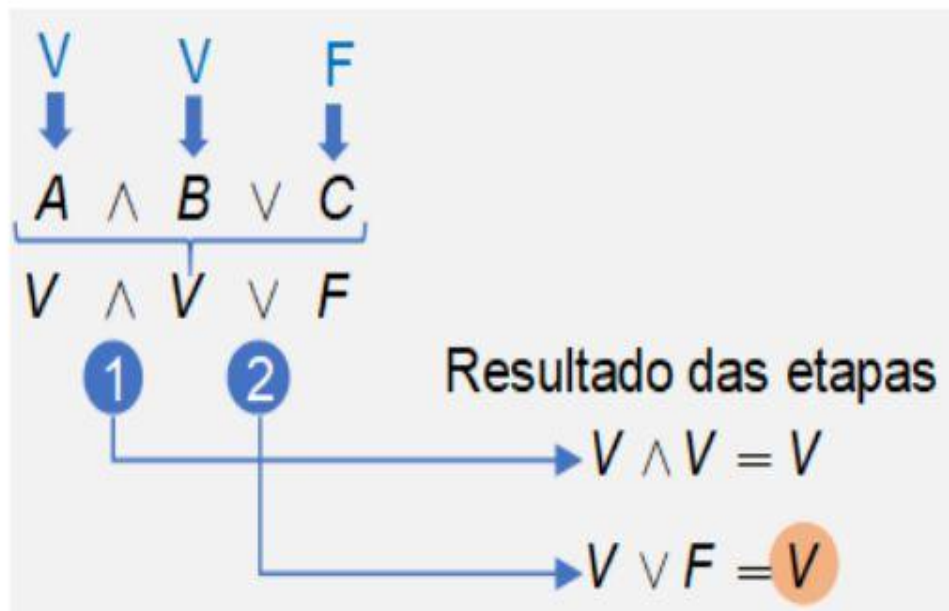 V V F
A ∧ B ∨ C
V ∧ V ∨ F
1 2
Resultado das etapas
V ∧ V = V
V ∨ F = V